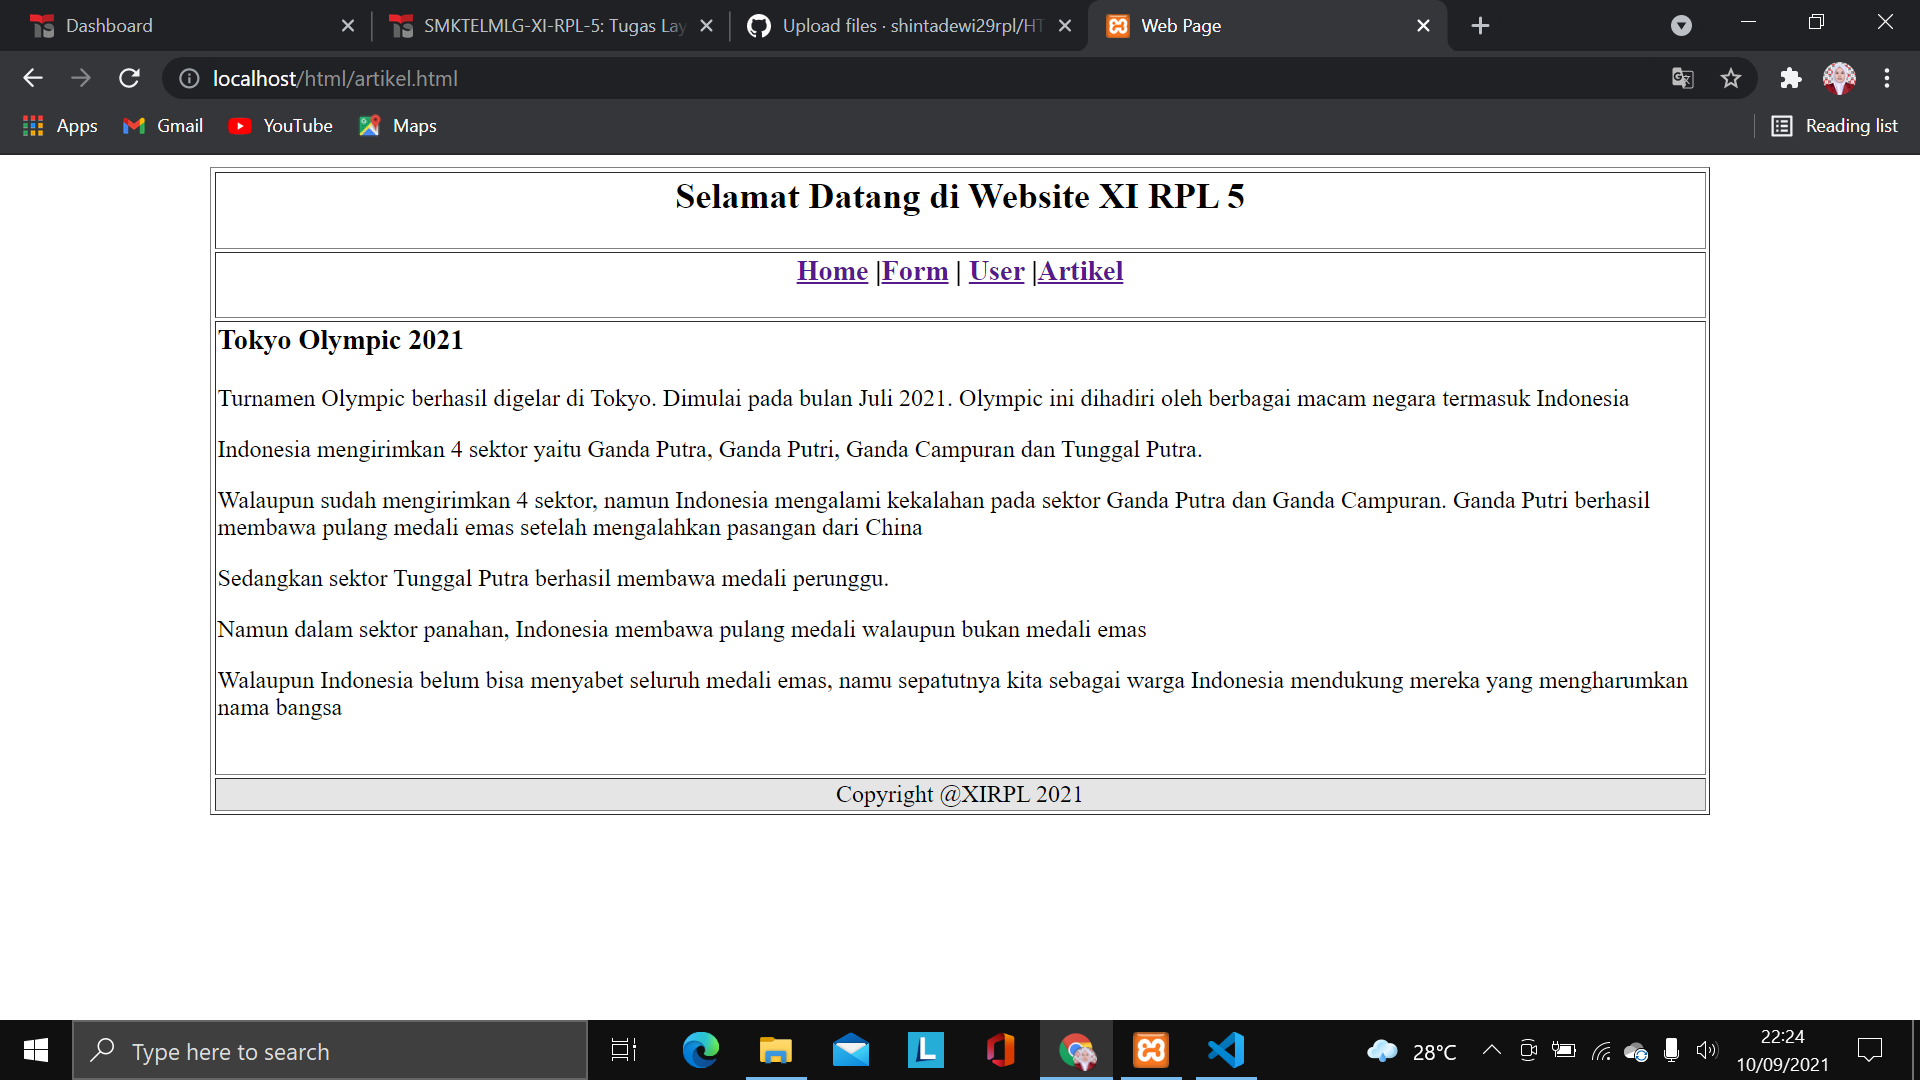 Dashboard
SMKTELMLG-XI-RPL-5: Tugas Lay
Upload files · shintadewi29rpl/HT
Web Page
localhost/html/artikel.html
Apps
Gmail
YouTube
Maps
Reading list
Selamat Datang di Website XI RPL 5
Home |Form | User |Artikel
Tokyo Olympic 2021
Turnamen Olympic berhasil digelar di Tokyo. Dimulai pada bulan Juli 2021. Olympic ini dihadiri oleh berbagai macam negara termasuk Indonesia
Indonesia mengirimkan 4 sektor yaitu Ganda Putra, Ganda Putri, Ganda Campuran dan Tunggal Putra.
Walaupun sudah mengirimkan 4 sektor, namun Indonesia mengalami kekalahan pada sektor Ganda Putra dan Ganda Campuran. Ganda Putri berhasil
membawa pulang medali emas setelah mengalahkan pasangan dari China
Sedangkan sektor Tunggal Putra berhasil membawa medali perunggu.
Namun dalam sektor panahan, Indonesia membawa pulang medali walaupun bukan medali emas
Walaupun Indonesia belum bisa menyabet seluruh medali emas, namu sepatutnya kita sebagai warga Indonesia mendukung mereka yang mengharumkan
nama bangsa
Copyright @XIRPL 2021
Type here to search
28°C
22:24
10/09/2021